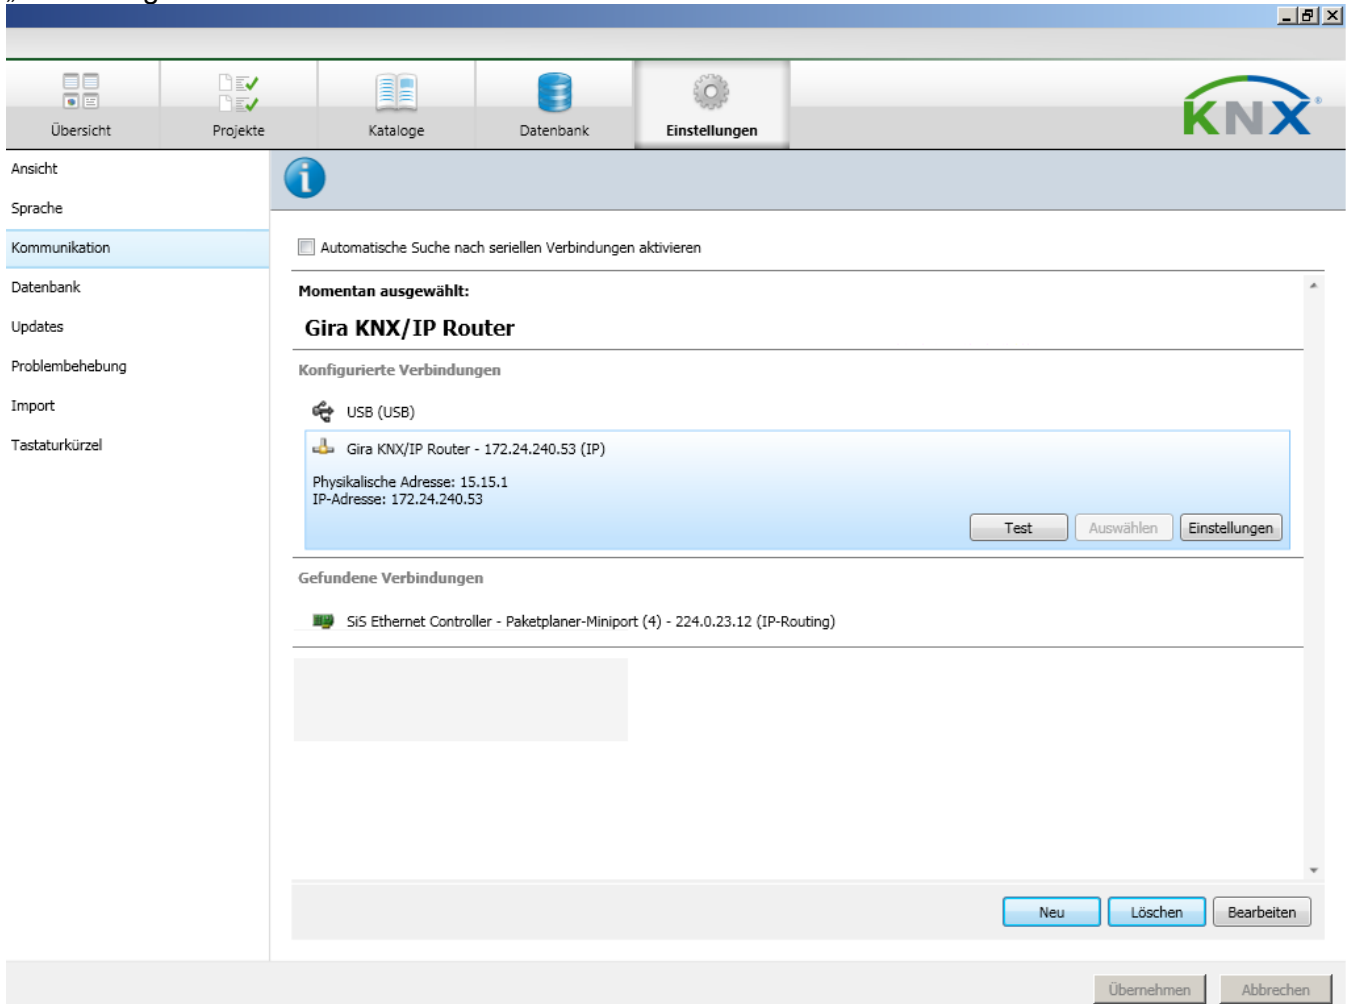 Übersicht
Projekte
Kataloge
Datenbank
Einstellungen
KNX®
Ansicht
Sprache
Kommunikation
Datenbank
Updates
Problembehebung
Import
Tastaturkürzel
Automatische Suche nach seriellen Verbindungen aktivieren
Momentan ausgewählt:
Gira KNX/IP Router
Konfigurierte Verbindungen
USB (USB)
Gira KNX/IP Router - 172.24.240.53 (IP)
Physikalische Adresse: 15.15.1
IP-Adresse: 172.24.240.53
Test
Auswählen
Einstellungen
Gefundene Verbindungen
SiS Ethernet Controller - Paketplaner-Miniport (4) - 224.0.23.12 (IP-Routing)
Neu
Löschen
Bearbeiten
Übernehmen
Abbrechen